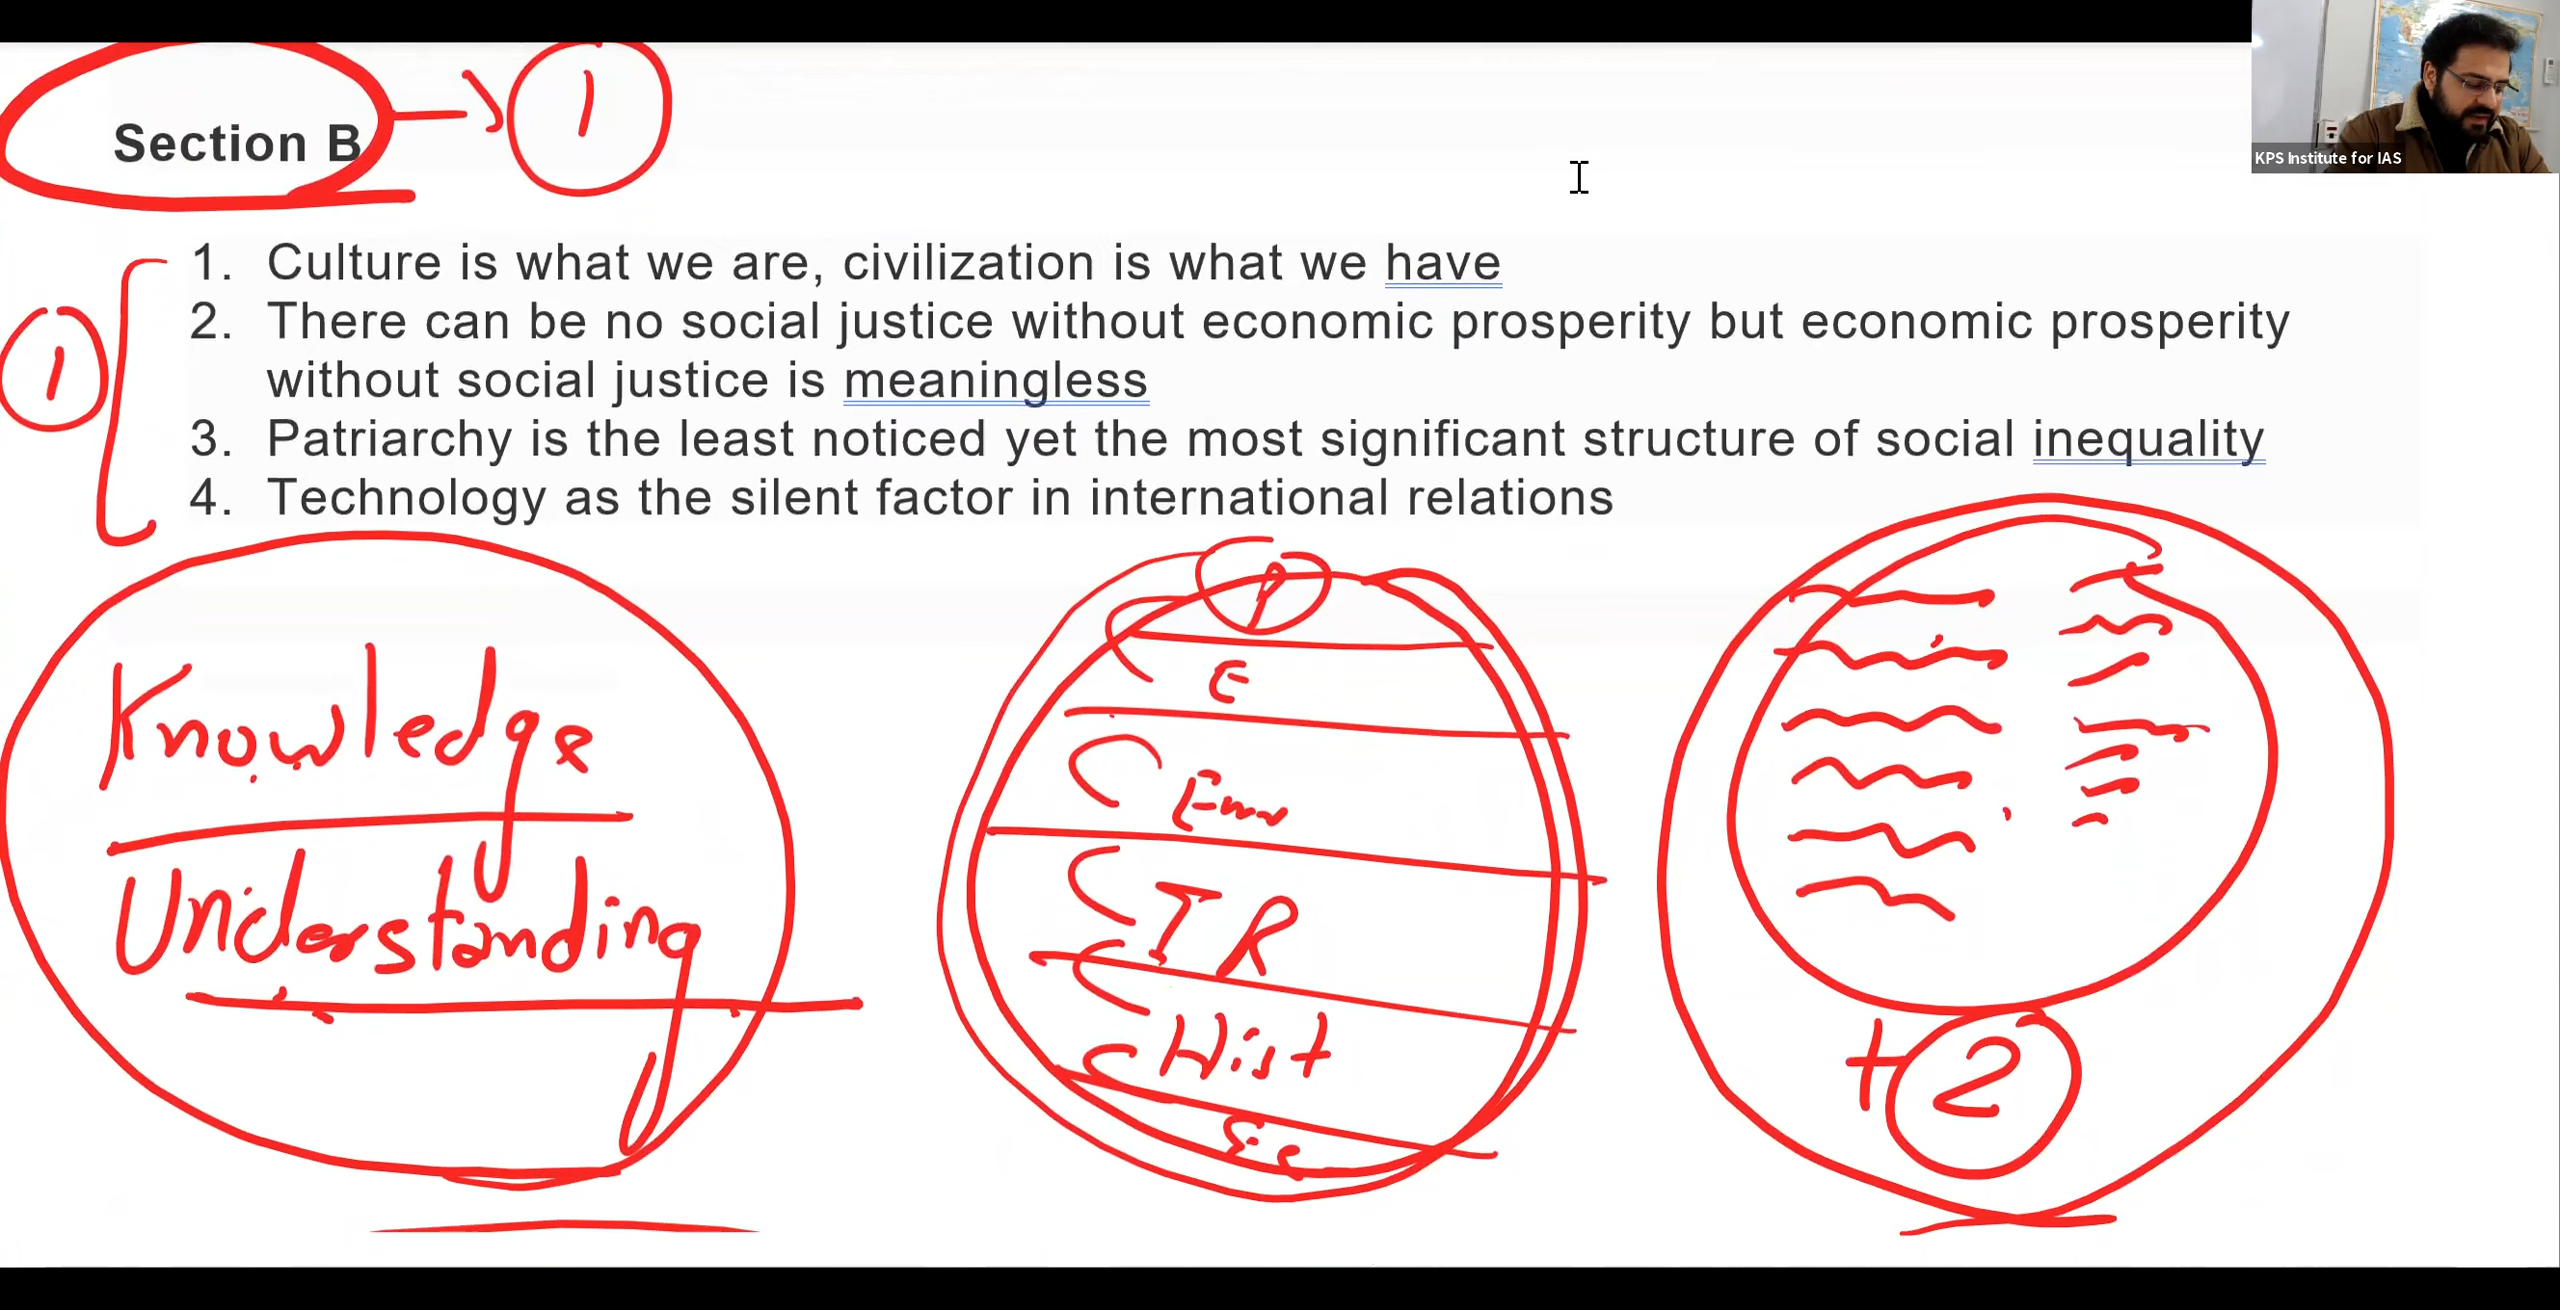 Section B
1
KPS Institute for IAS
1
1. Culture is what we are, civilization is what we have
2. There can be no social justice without economic prosperity but economic prosperity
without social justice is meaningless
3. Patriarchy is the least noticed yet the most significant structure of social inequality
4. Technology as the silent factor in international relations
Knowledge
Understanding
P
E
IR
Hist
+ 2